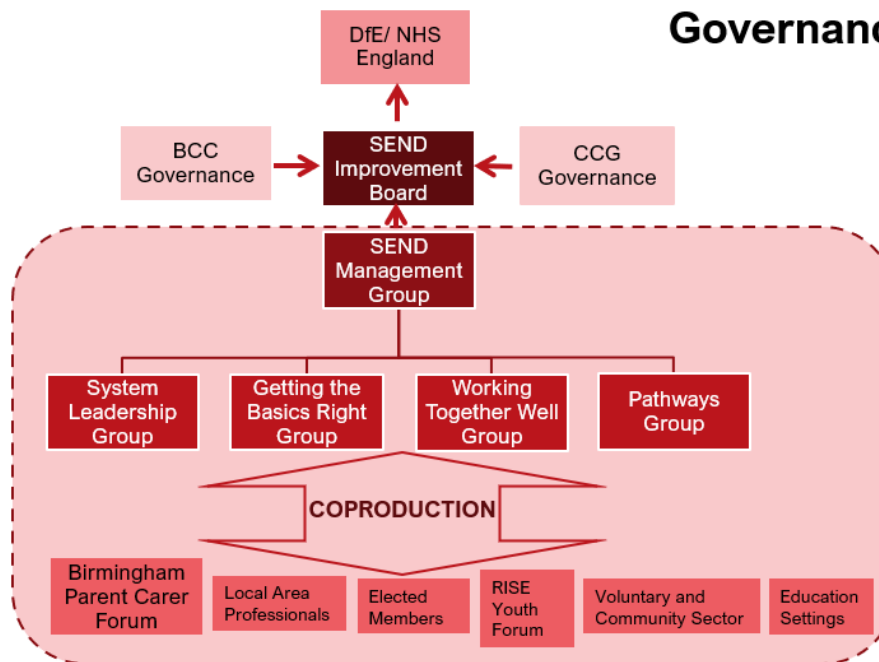 Governanc
DfE/ NHS
England
BCC
Governance
SEND
Improvement
Board
CCG
Governance
SEND
Management
Group
System
Leadership
Group
Getting the
Basics Right
Group
Working
Together Well
Group
Pathways
Group
COPRODUCTION
Birmingham
Parent Carer
Forum
Local Area
Professionals
Elected
Members
RISE
Youth
Forum
Voluntary and
Community Sector
Education
Settings